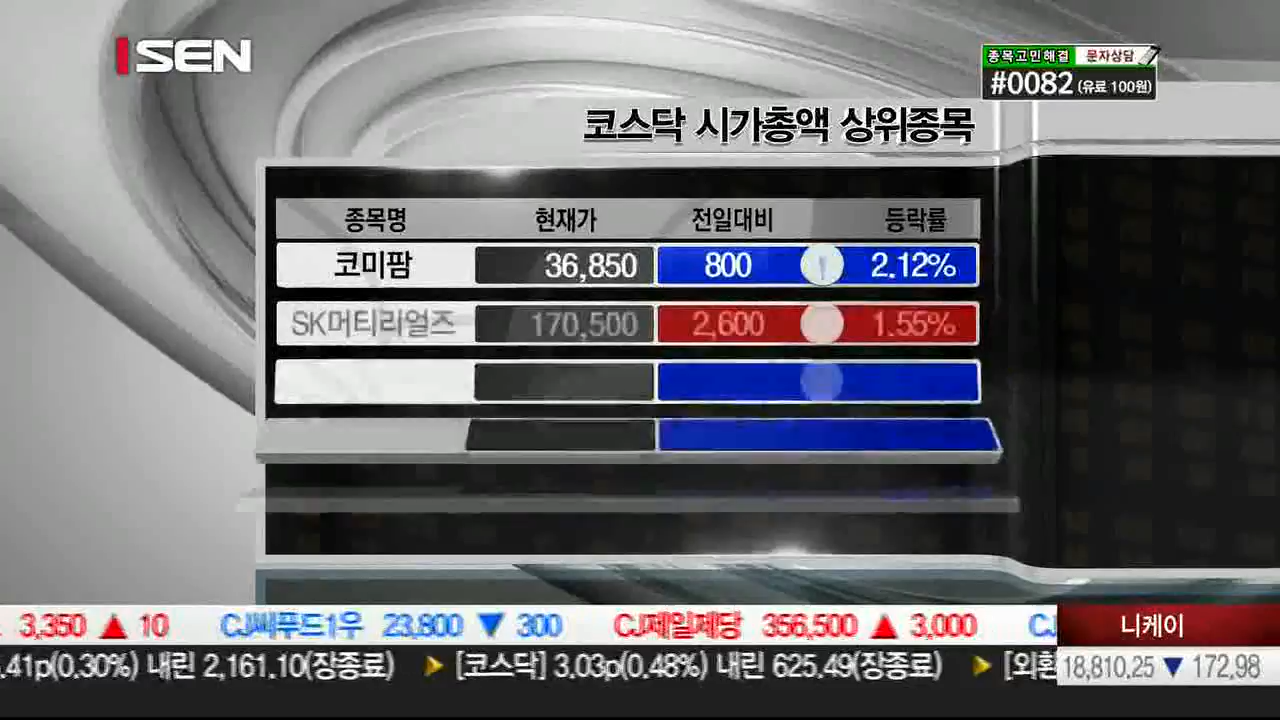 SEN
종목고민해결 문자상담
#0082 (유료 100원)
코스닥 시가총액 상위종목
종목명 현재가 전일대비 등락률
코미팜 36,850 800 2.12%
SK머티리얼즈 170,500 2,600 1.55%
3,350 ▲ 10 CJ씨푸드1우 23,800 ▼ 300 CJ제일제당 356,500 ▲ 3,000 CJ
니케이
.41p(0.30%) 내린 2,161.10(장종료) ▶ [코스닥] 3.03p(0.48%) 내린 625.49(장종료) ▶ [외환
18,810.25 ▼ 172.98